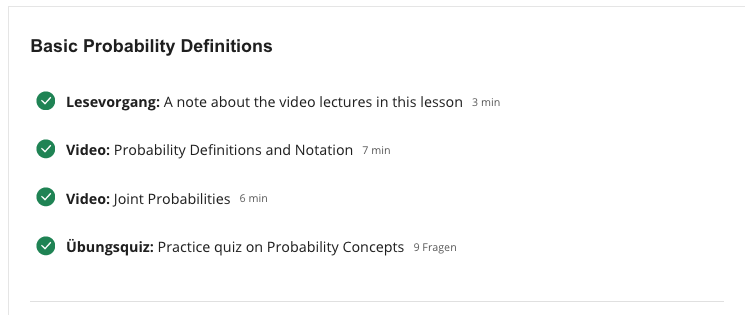 Basic Probability Definitions
Lesevorgang: A note about the video lectures in this lesson 3 min
Video: Probability Definitions and Notation 7 min
Video: Joint Probabilities 6 min
Übungsquiz: Practice quiz on Probability Concepts 9 Fragen